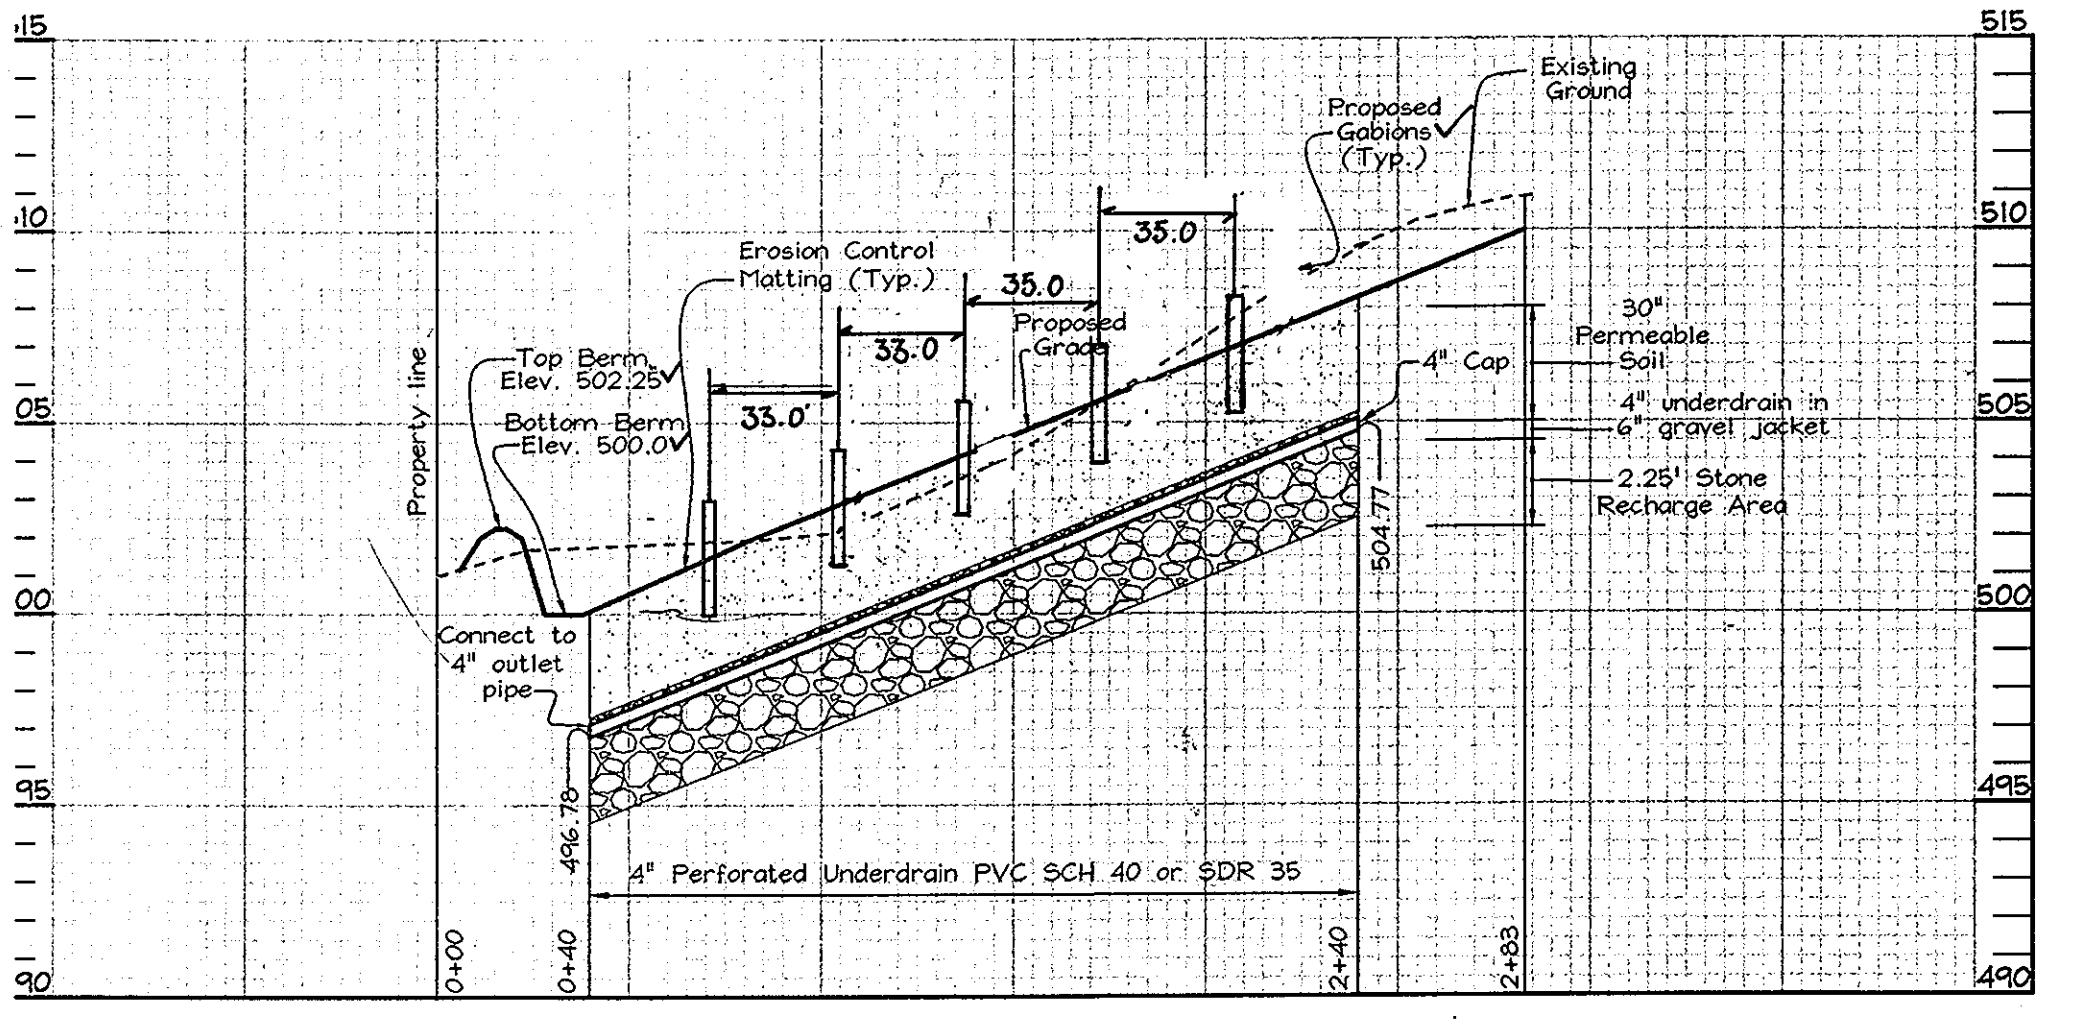 515
Existing
Ground
Proposed
Gabions
(Typ.)
510
35.0
Erosion Control
Matting (Typ.)
35.0
33.0
Proposed
Grade
30"
Permeable
Soil
4" Cap
Top Berm
Elev. 502.25
33.0'
Property line
Bottom Berm
Elev. 500.0
505
4" underdrain in
6" gravel jacket
2.25' Stone
Recharge Area
504.77
500
Connect to
4" outlet
pipe
495
496.78
4" Perforated Underdrain PVC SCH 40 or SDR 35
0+00
0+40
2+40
2+83
490
15
10
05
00
95
90